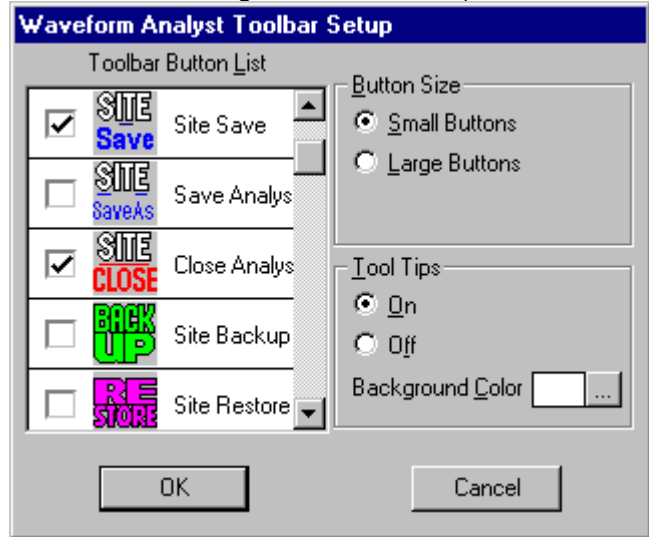 Waveform Analyst Toolbar Setup
Toolbar Button List
SITE
Save
Site Save
SITE
SaveAs
Save Analys
SITE
CLOSE
Close Analys
BACK
UP
Site Backup
RE
STORE
Site Restore
Button Size
Small Buttons
Large Buttons
Tool Tips
On
Off
Background Color
...
OK
Cancel